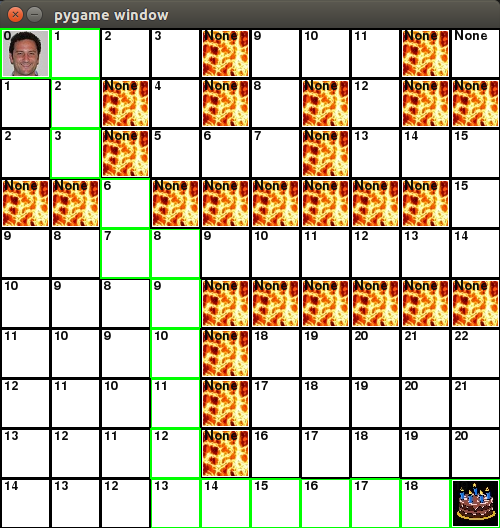 pygame window
0 1 2 3 None 9 10 11 None None
1 2 None 4 None 8 None 12 None None
2 3 None 5 6 7 None 13 14 15
None None 6 None None None None None None 15
9 8 7 8 9 10 11 12 13 14
10 9 8 9 None None None None None None
11 10 9 10 None 18 19 20 21 22
12 11 10 11 None 17 18 19 20 21
13 12 11 12 None 16 17 18 19 20
14 13 12 13 14 15 16 17 18